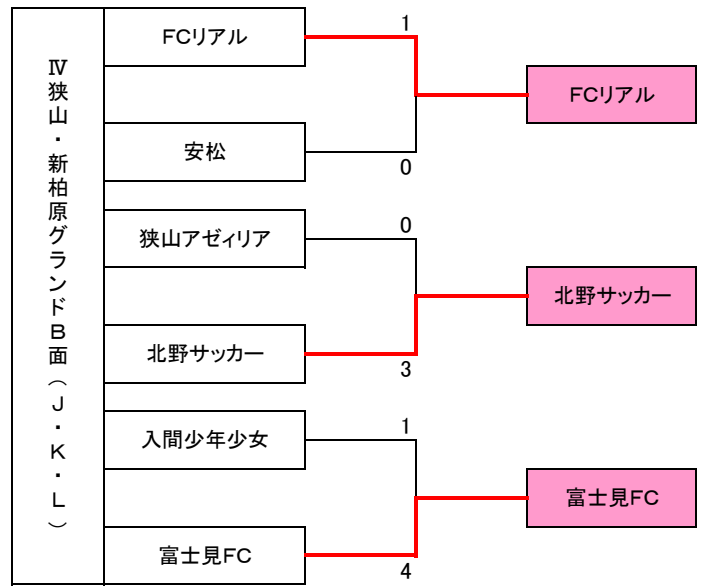 Ⅳ狭山・新柏原グランドB面（J・K・L）
FCリアル
1
FCリアル
安松
0
狭山アゼィリア
0
北野サッカー
北野サッカー
3
入間少年少女
1
富士見FC
富士見FC
4